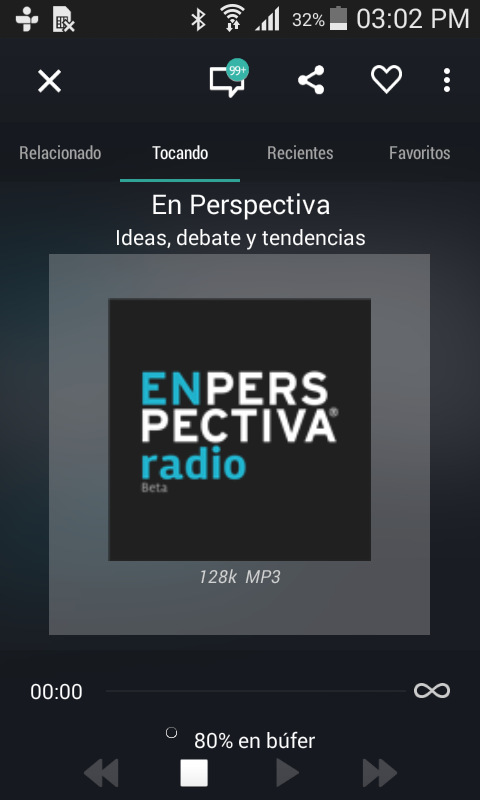 32% 03:02 PM
99+
Relacionado Tocando Recientes Favoritos
En Perspectiva
Ideas, debate y tendencias
ENPERS
PECTIVA®
radio
Beta
128k MP3
00:00
80% en búfer